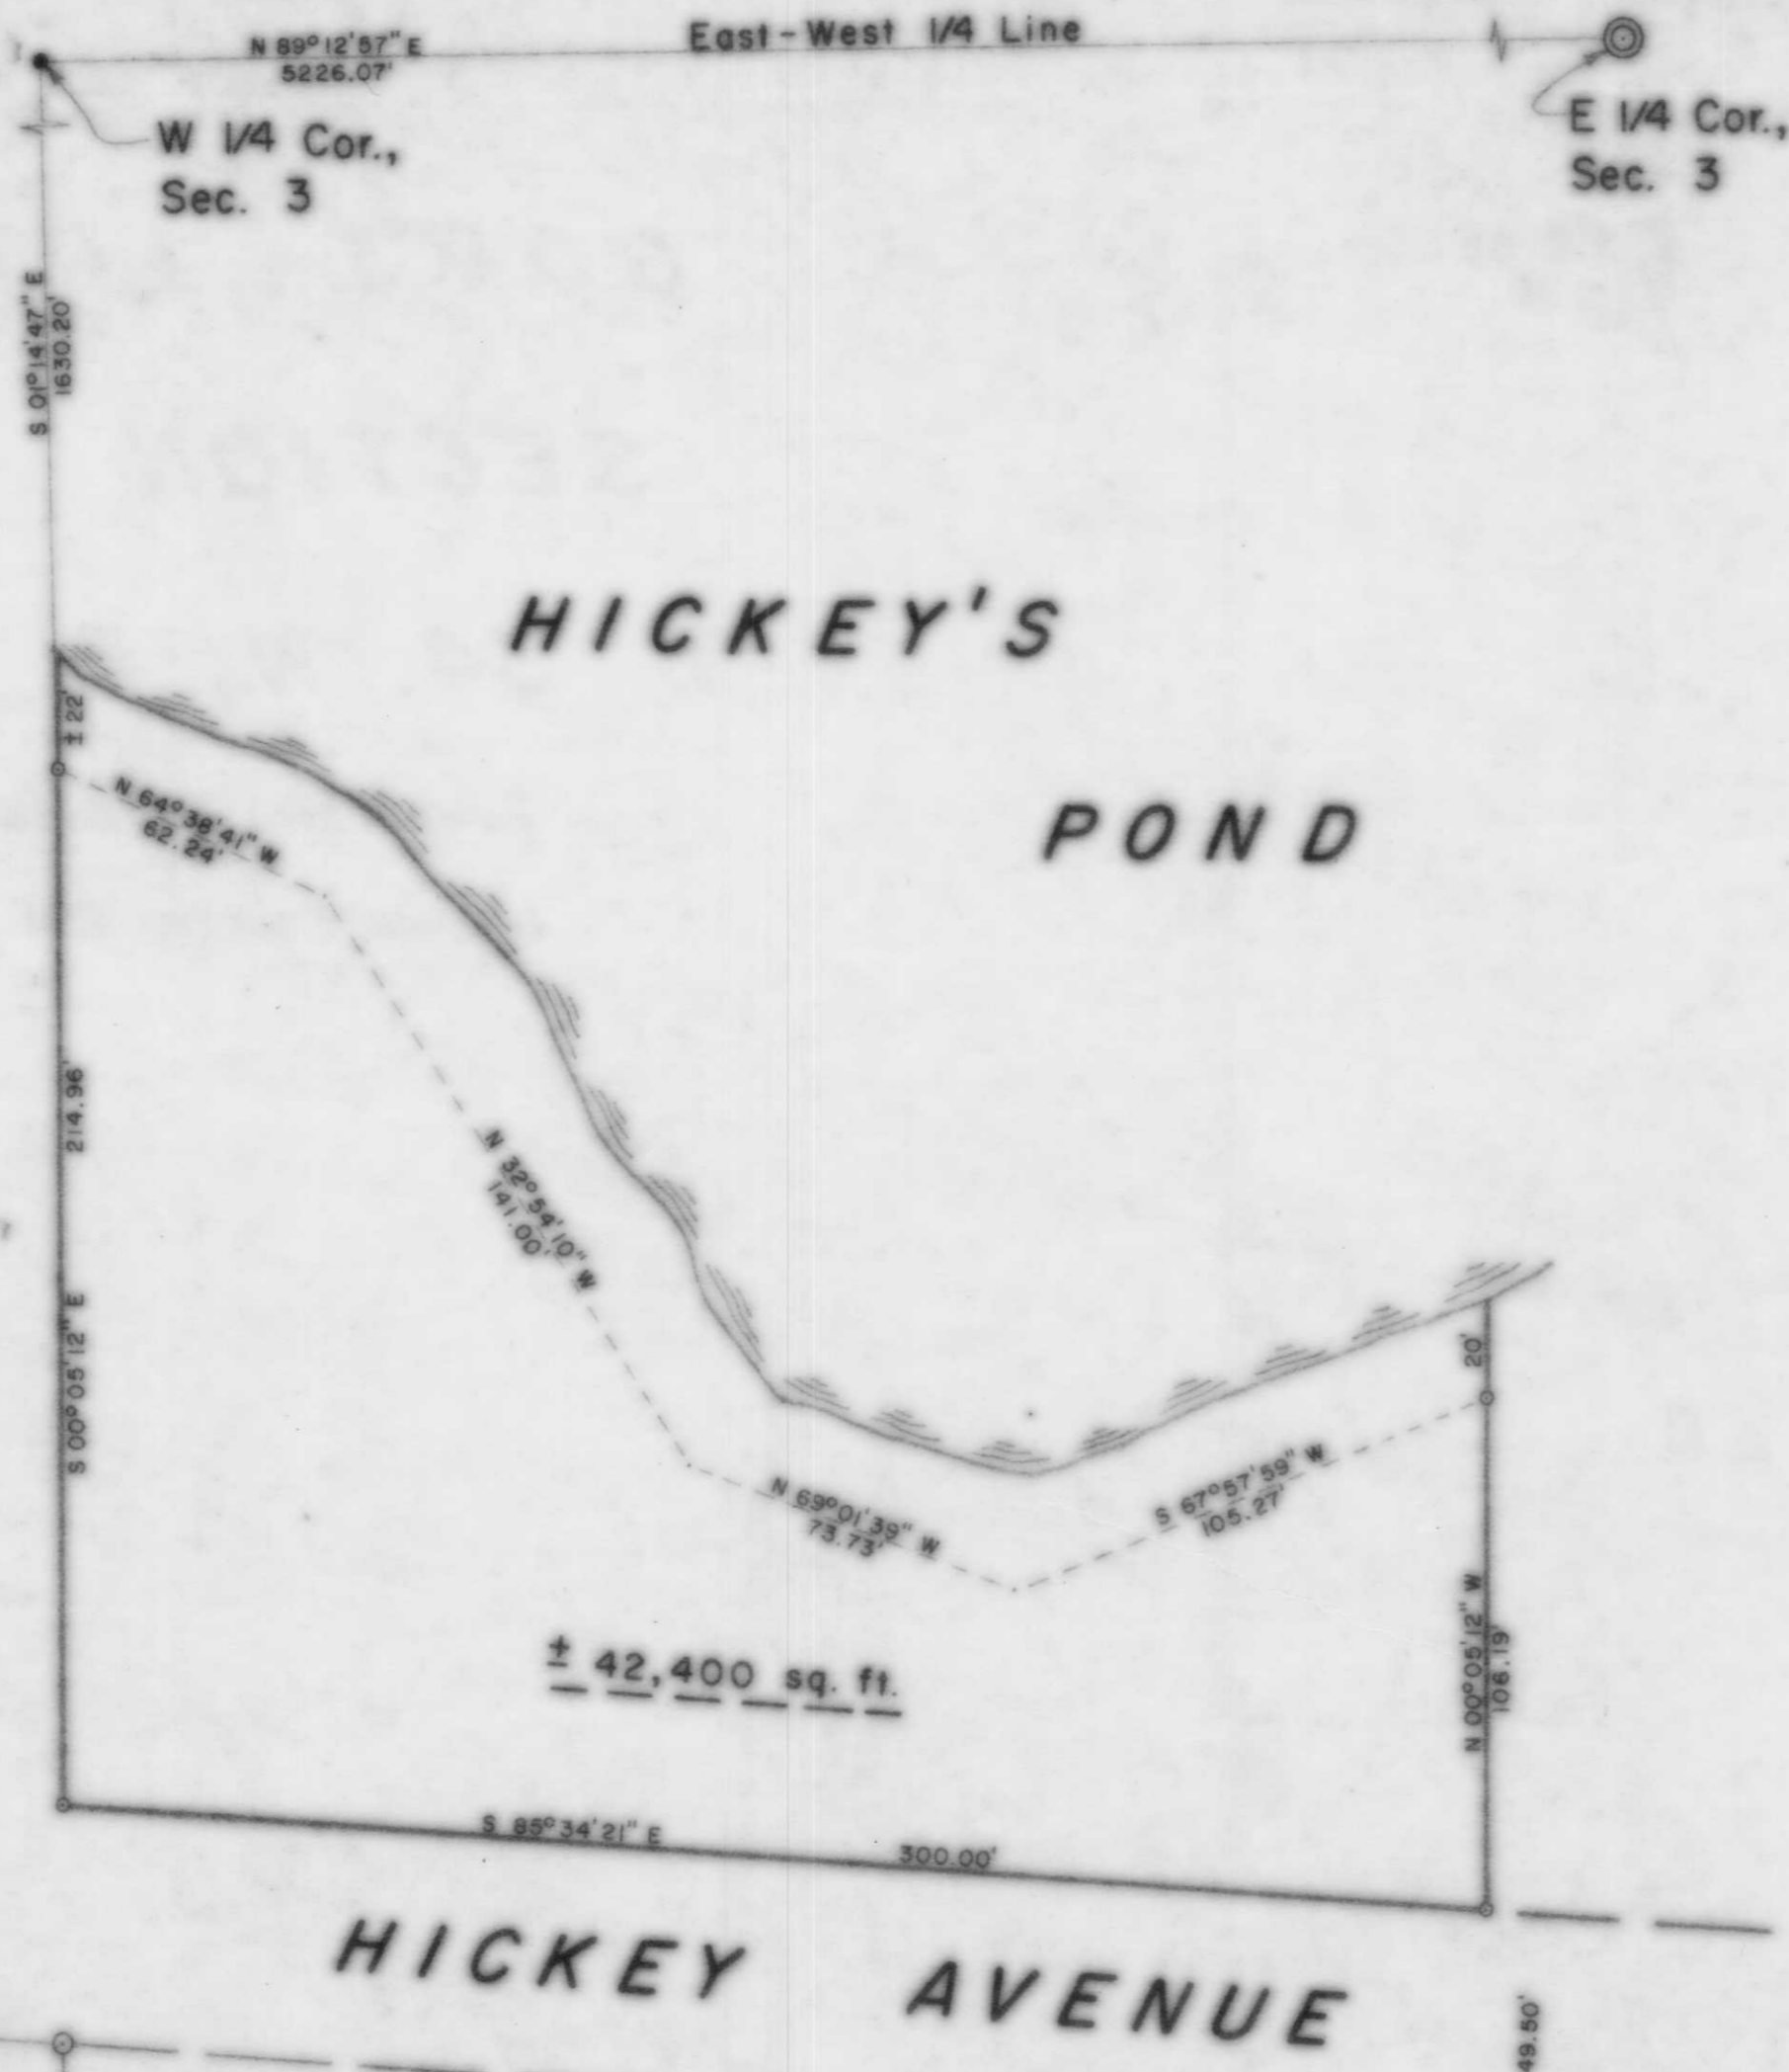 East-West 1/4 Line
N 89°12'57" E
5226.07'
W 1/4 Cor.,
Sec. 3
E 1/4 Cor.,
Sec. 3
S 01°14'47" E
1630.20'
HICKEY'S
POND
± 22'
N 64°38'41" W
62.24'
214.96'
S 00°05'12" E
N 32°54'10" W
141.00'
N 69°01'39" W
73.73'
S 67°57'59" W
105.27'
20'
N 00°05'12" W
106.19'
± 42,400 sq. ft.
S 85°34'21" E
300.00'
HICKEY AVENUE
49.50'